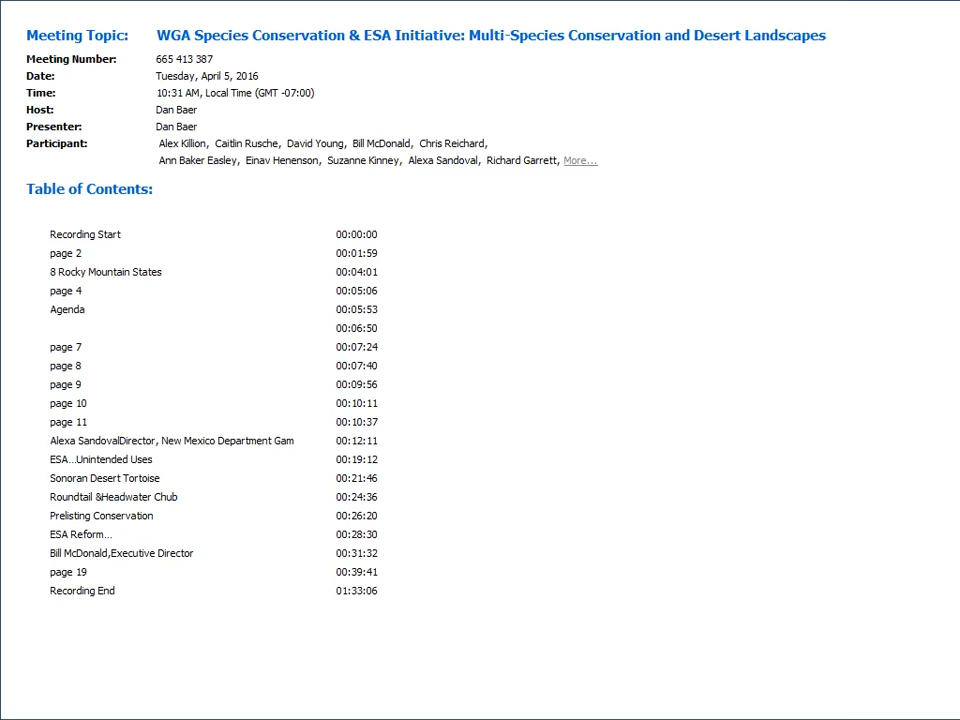 Meeting Topic: WGA Species Conservation & ESA Initiative: Multi-Species Conservation and Desert Landscapes
Meeting Number: 665 413 387
Date: Tuesday, April 5, 2016
Time: 10:31 AM, Local Time (GMT -07:00)
Host: Dan Baer
Presenter: Dan Baer
Participant: Alex Killion, Caitlin Rusche, David Young, Bill McDonald, Chris Reichard,
Ann Baker Easley, Einav Henenson, Suzanne Kinney, Alexa Sandoval, Richard Garrett, More...
Table of Contents:
Recording Start 00:00:00
page 2 00:01:59
8 Rocky Mountain States 00:04:01
page 4 00:05:06
Agenda 00:05:53
00:06:50
page 7 00:07:24
page 8 00:07:40
page 9 00:09:56
page 10 00:10:11
page 11 00:10:37
Alexa SandovalDirector, New Mexico Department Gam 00:12:11
ESA...Unintended Uses 00:19:12
Sonoran Desert Tortoise 00:21:46
Roundtail &Headwater Chub 00:24:36
Prelisting Conservation 00:26:20
ESA Reform... 00:28:30
Bill McDonald,Executive Director 00:31:32
page 19 00:39:41
Recording End 01:33:06